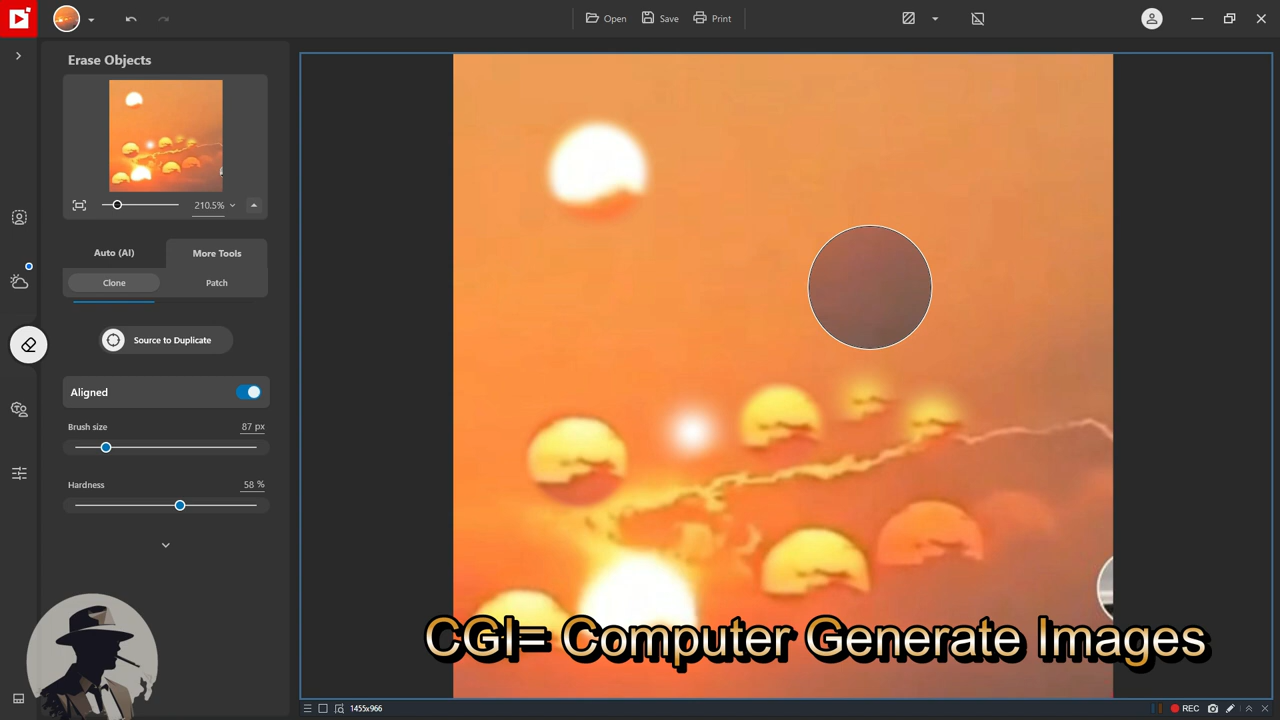 Open Save Print
Erase Objects
210.5%
Auto (AI) More Tools
Clone Patch
Source to Duplicate
Aligned
Brush size 87 px
Hardness 58 %
CGI= Computer Generate Images
1455x966 REC